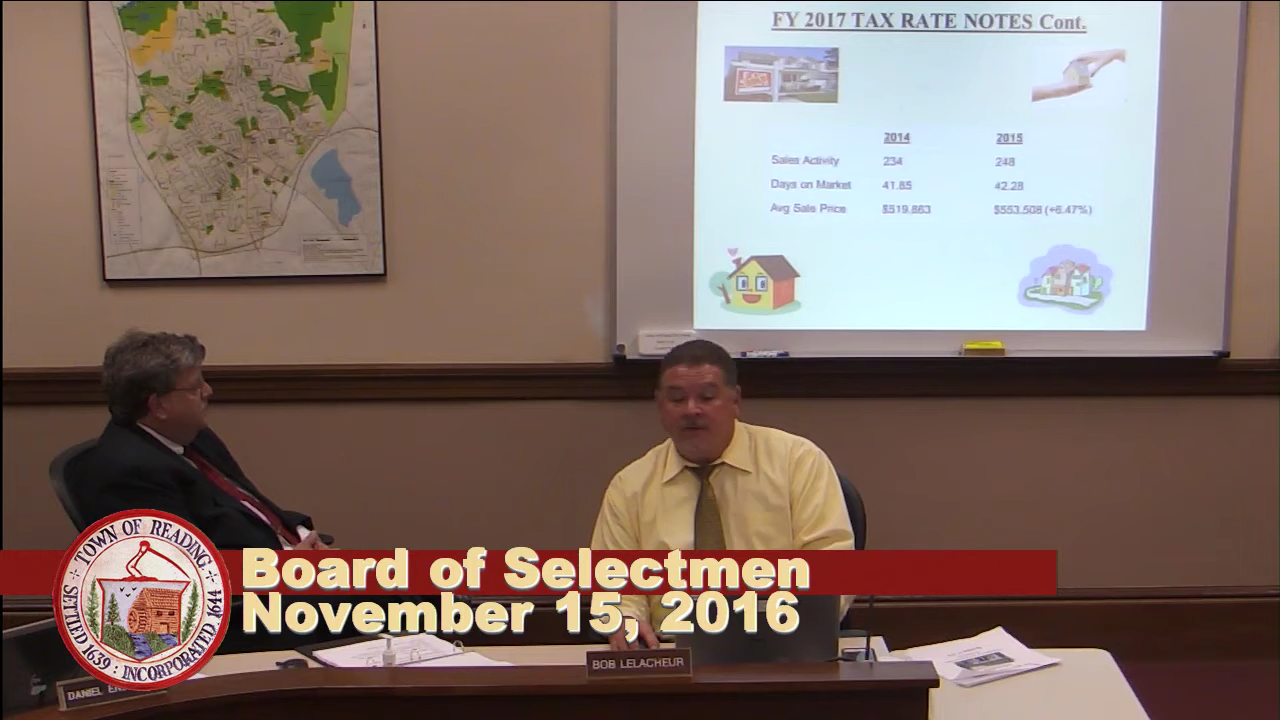 FY 2017 TAX RATE NOTES Cont.
2014 2015
Sales Activity 234 248
Days on Market 41.85 42.28
Avg Sale Price $519,663 $553,508 (+6.47%)
Board of Selectmen
November 15, 2016
TOWN OF READING
SETTLED 1639 : INCORPORATED 1644
BOB LELACHEUR
DANIEL